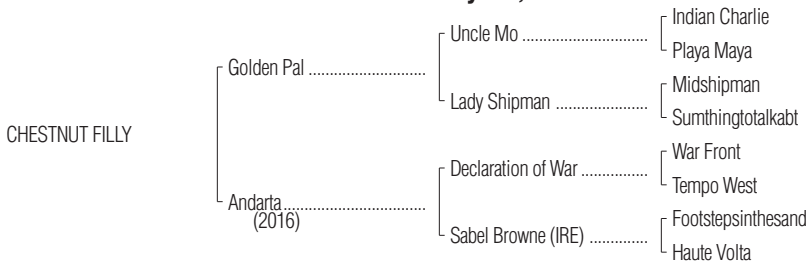 Indian Charlie
Uncle Mo ............................
Playa Maya
Golden Pal ..........................
Midshipman
Lady Shipman ....................
Sumthingtotalkabt
CHESTNUT FILLY
War Front
Declaration of War ...............
Tempo West
Andarta................................
(2016)
Footstepsinthesand
Sabel Browne (IRE) .............
Haute Volta